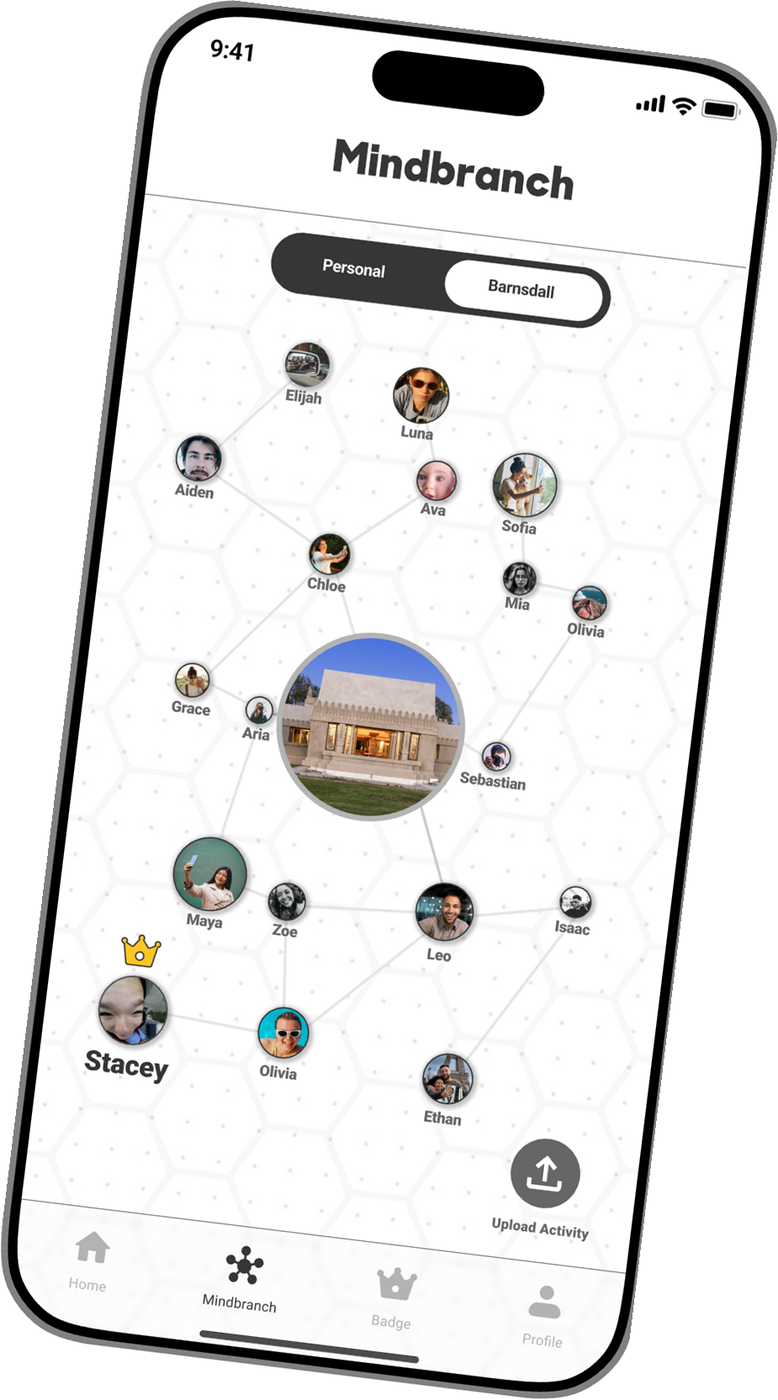 9:41
Mindbranch
Personal
Barnsdall
Elijah
Luna
Aiden
Ava
Sofia
Chloe
Mia
Olivia
Grace
Aria
Sebastian
Maya
Zoe
Leo
Isaac
Stacey
Olivia
Ethan
Upload Activity
Home
Mindbranch
Badge
Profile